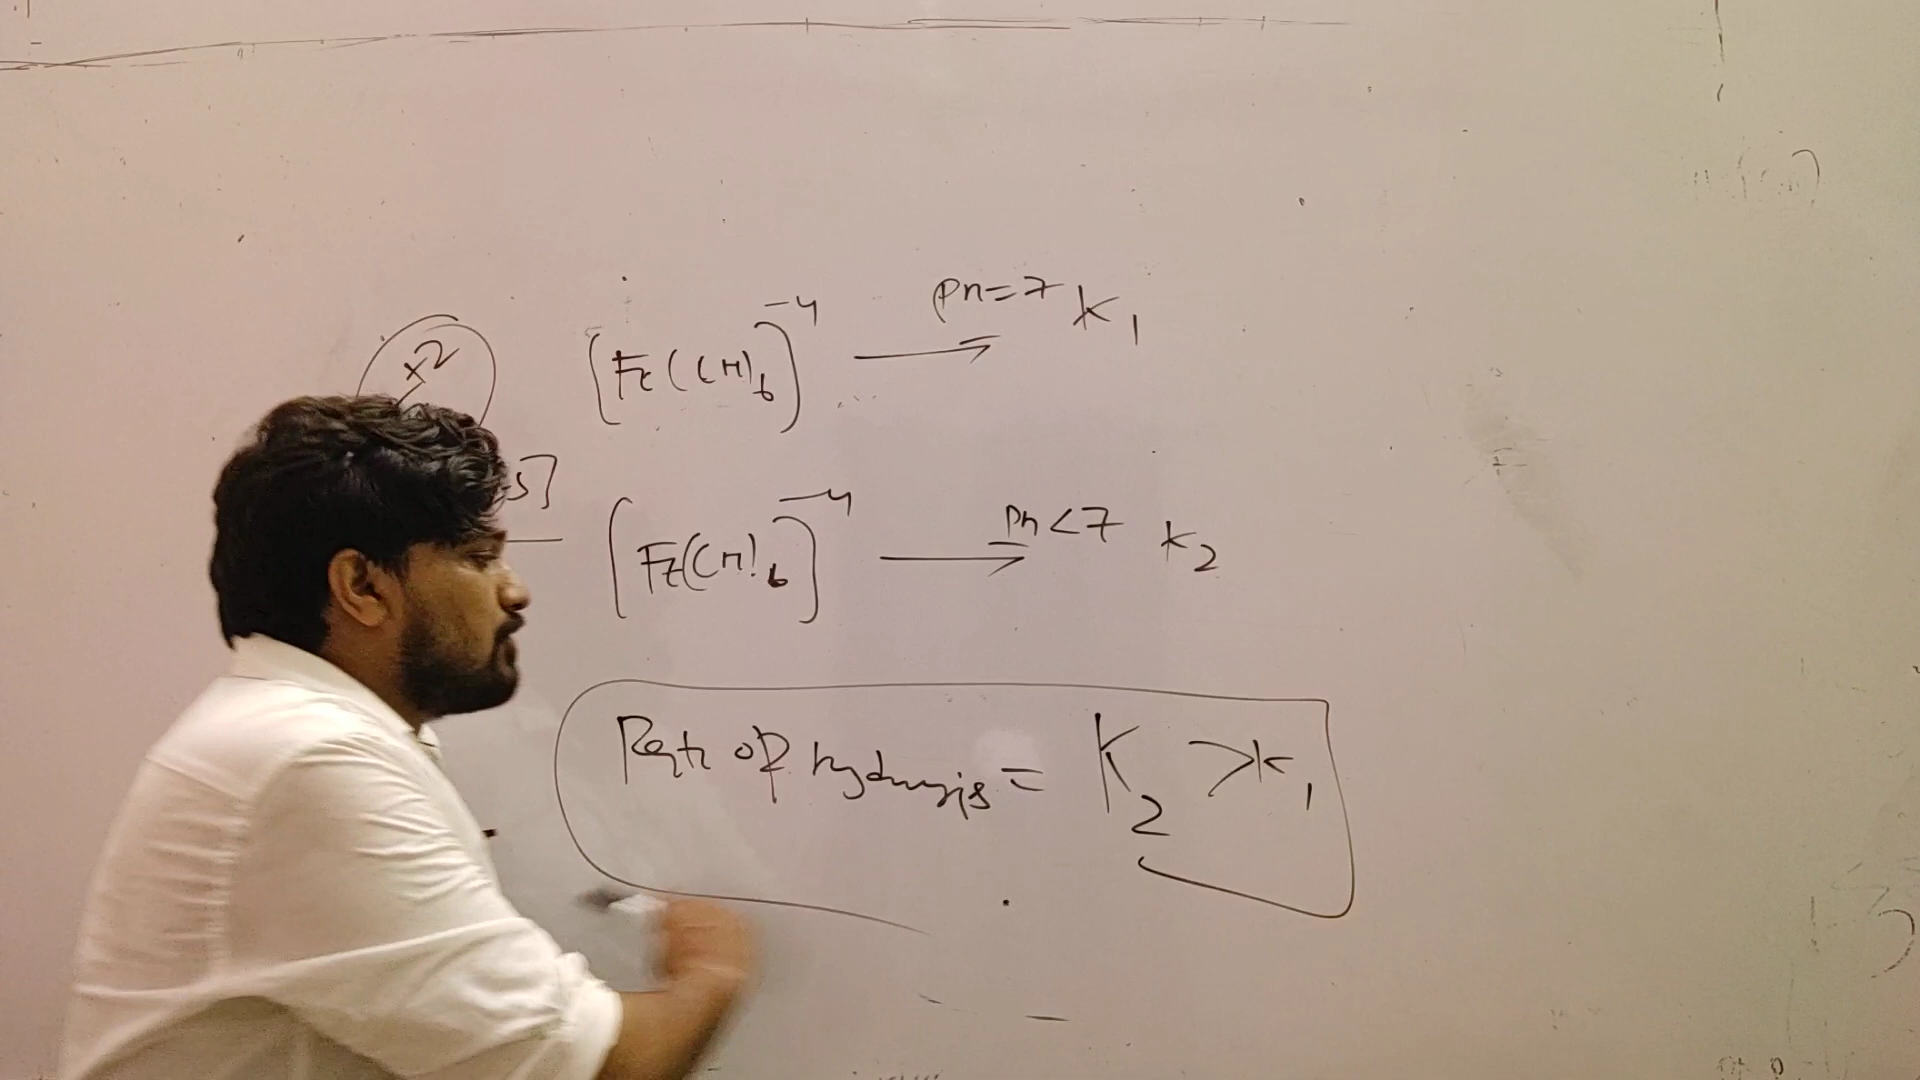 x2
[Fe(CN)6]-4 → pH=7 K1
s]
[Fe(CN)6]-4 → pH<7 K2
Rate of hydrolysis = K2 > K1